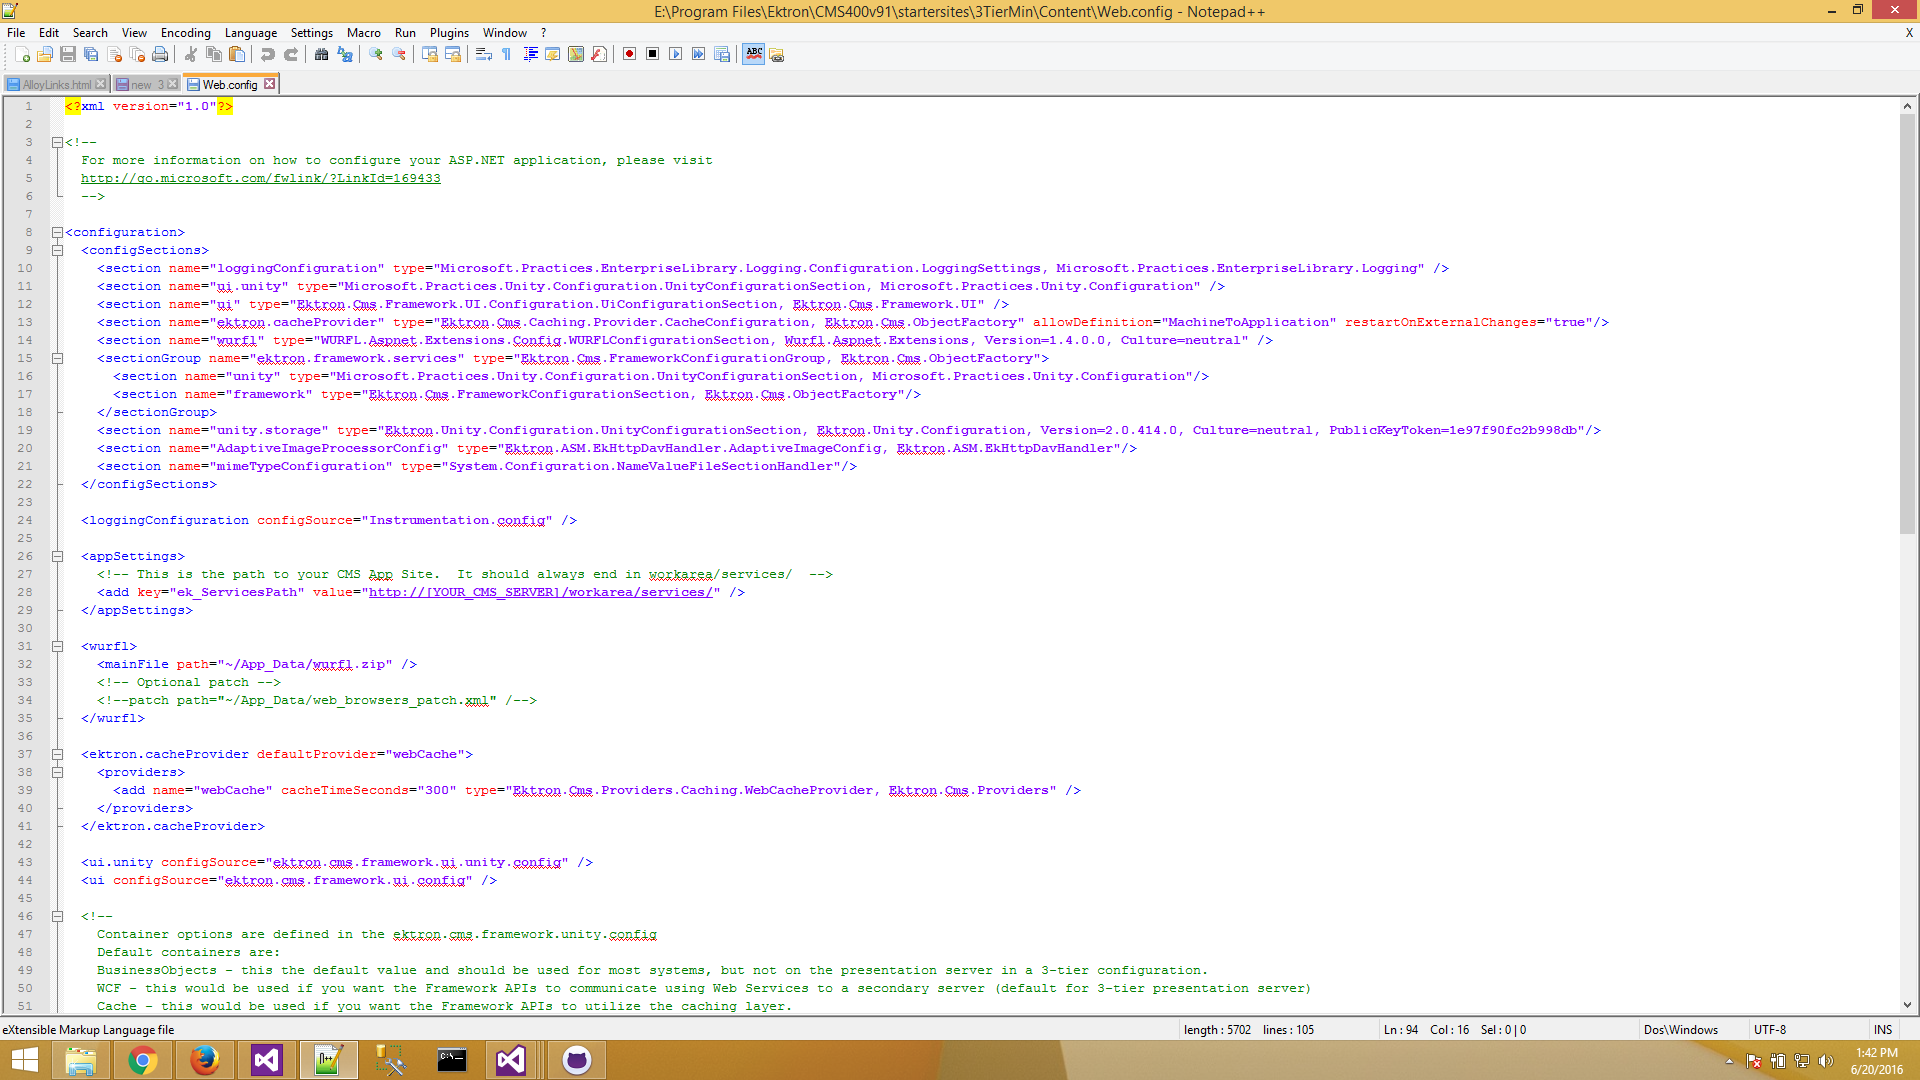 E:\Program Files\Ektron\CMS400v91\startersites\3TierMin\Content\Web.config - Notepad++
File Edit Search View Encoding Language Settings Macro Run Plugins Window ? X
AlloyLinks.html new 3 Web.config
1 <?xml version="1.0"?>
2
3 <!--
4 For more information on how to configure your ASP.NET application, please visit
5 http://go.microsoft.com/fwlink/?LinkId=169433
6 -->
7
8 <configuration>
9 <configSections>
10 <section name="loggingConfiguration" type="Microsoft.Practices.EnterpriseLibrary.Logging.Configuration.LoggingSettings, Microsoft.Practices.EnterpriseLibrary.Logging" />
11 <section name="ui.unity" type="Microsoft.Practices.Unity.Configuration.UnityConfigurationSection, Microsoft.Practices.Unity.Configuration" />
12 <section name="ui" type="Ektron.Cms.Framework.UI.Configuration.UiConfigurationSection, Ektron.Cms.Framework.UI" />
13 <section name="ektron.cacheProvider" type="Ektron.Cms.Caching.Provider.CacheConfiguration, Ektron.Cms.ObjectFactory" allowDefinition="MachineToApplication" restartOnExternalChanges="true"/>
14 <section name="wurfl" type="WURFL.Aspnet.Extensions.Config.WURFLConfigurationSection, Wurfl.Aspnet.Extensions, Version=1.4.0.0, Culture=neutral" />
15 <sectionGroup name="ektron.framework.services" type="Ektron.Cms.FrameworkConfigurationGroup, Ektron.Cms.ObjectFactory">
16 <section name="unity" type="Microsoft.Practices.Unity.Configuration.UnityConfigurationSection, Microsoft.Practices.Unity.Configuration"/>
17 <section name="framework" type="Ektron.Cms.FrameworkConfigurationSection, Ektron.Cms.ObjectFactory"/>
18 </sectionGroup>
19 <section name="unity.storage" type="Ektron.Unity.Configuration.UnityConfigurationSection, Ektron.Unity.Configuration, Version=2.0.414.0, Culture=neutral, PublicKeyToken=1e97f90fc2b998db"/>
20 <section name="AdaptiveImageProcessorConfig" type="Ektron.ASM.EkHttpDavHandler.AdaptiveImageConfig, Ektron.ASM.EkHttpDavHandler"/>
21 <section name="mimeTypeConfiguration" type="System.Configuration.NameValueFileSectionHandler"/>
22 </configSections>
23
24 <loggingConfiguration configSource="Instrumentation.config" />
25
26 <appSettings>
27 <!-- This is the path to your CMS App Site.  It should always end in workarea/services/  -->
28 <add key="ek_ServicesPath" value="http://[YOUR_CMS_SERVER]/workarea/services/" />
29 </appSettings>
30
31 <wurfl>
32 <mainFile path="~/App_Data/wurfl.zip" />
33 <!-- Optional patch -->
34 <!--patch path="~/App_Data/web_browsers_patch.xml" /-->
35 </wurfl>
36
37 <ektron.cacheProvider defaultProvider="webCache">
38 <providers>
39 <add name="webCache" cacheTimeSeconds="300" type="Ektron.Cms.Providers.Caching.WebCacheProvider, Ektron.Cms.Providers" />
40 </providers>
41 </ektron.cacheProvider>
42
43 <ui.unity configSource="ektron.cms.framework.ui.unity.config" />
44 <ui configSource="ektron.cms.framework.ui.config" />
45
46 <!--
47 Container options are defined in the ektron.cms.framework.unity.config
48 Default containers are:
49 BusinessObjects - this the default value and should be used for most systems, but not on the presentation server in a 3-tier configuration.
50 WCF - this would be used if you want the Framework APIs to communicate using Web Services to a secondary server (default for 3-tier presentation server)
51 Cache - this would be used if you want the Framework APIs to utilize the caching layer.
eXtensible Markup Language file length : 5702 lines : 105 Ln : 94 Col : 16 Sel : 0 | 0 Dos\Windows UTF-8 INS
1:42 PM
6/20/2016